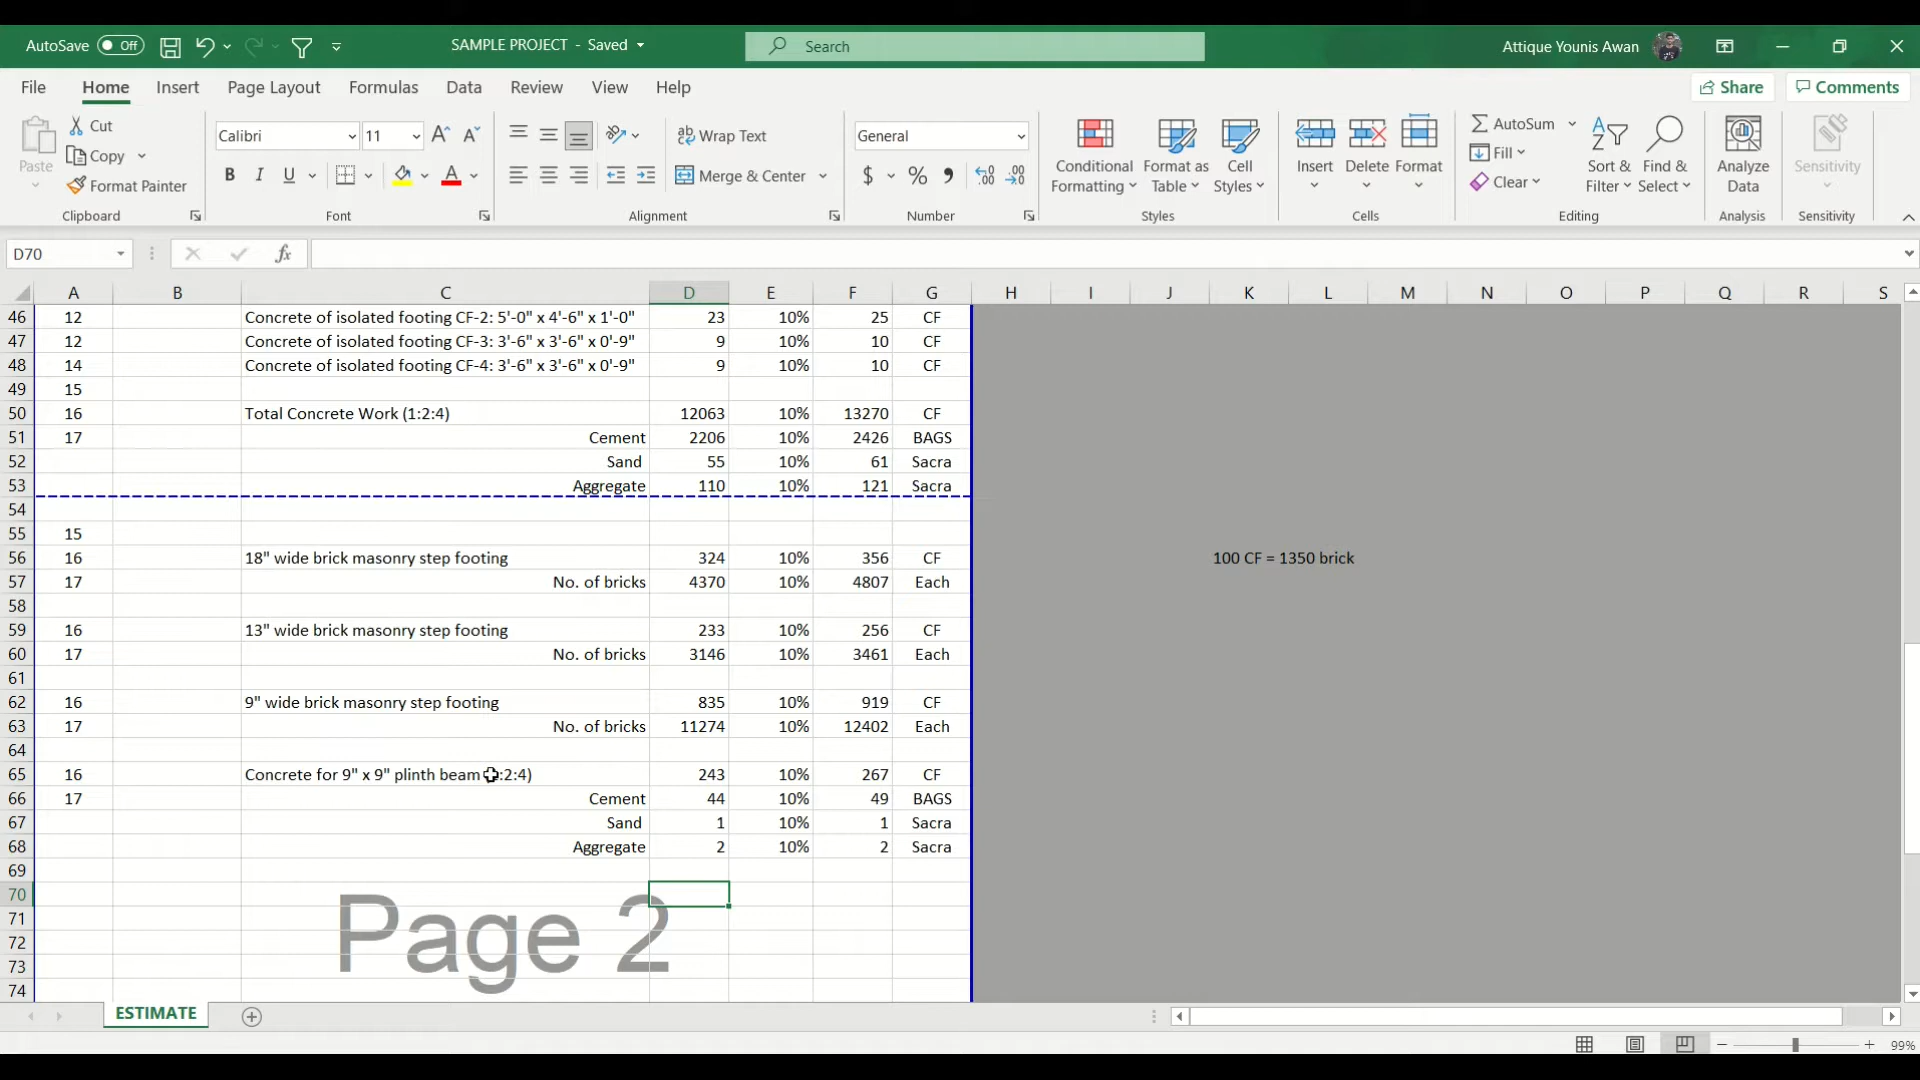 AutoSave Off SAMPLE PROJECT - Saved Search Attique Younis Awan
File Home Insert Page Layout Formulas Data Review View Help Share Comments
Paste Cut Copy Format Painter Clipboard
Calibri 11 B I U A Font
Wrap Text Merge & Center Alignment
General $ % Number
Conditional Formatting Format as Table Cell Styles Styles
Insert Delete Format Cells
AutoSum Fill Clear Sort & Filter Find & Select Editing
Analyze Data Analysis
Sensitivity Sensitivity
D70 fx
A B C D E F G H I J K L M N O P Q R S
46 12 Concrete of isolated footing CF-2: 5'-0" x 4'-6" x 1'-0" 23 10% 25 CF
47 12 Concrete of isolated footing CF-3: 3'-6" x 3'-6" x 0'-9" 9 10% 10 CF
48 14 Concrete of isolated footing CF-4: 3'-6" x 3'-6" x 0'-9" 9 10% 10 CF
49 15
50 16 Total Concrete Work (1:2:4) 12063 10% 13270 CF
51 17 Cement 2206 10% 2426 BAGS
52 Sand 55 10% 61 Sacra
53 Aggregate 110 10% 121 Sacra
54
55 15
56 16 18" wide brick masonry step footing 324 10% 356 CF 100 CF = 1350 brick
57 17 No. of bricks 4370 10% 4807 Each
58
59 16 13" wide brick masonry step footing 233 10% 256 CF
60 17 No. of bricks 3146 10% 3461 Each
61
62 16 9" wide brick masonry step footing 835 10% 919 CF
63 17 No. of bricks 11274 10% 12402 Each
64
65 16 Concrete for 9" x 9" plinth beam :2:4) 243 10% 267 CF
66 17 Cement 44 10% 49 BAGS
67 Sand 1 10% 1 Sacra
68 Aggregate 2 10% 2 Sacra
69
70
71
72
73
74
Page 2
ESTIMATE
99%